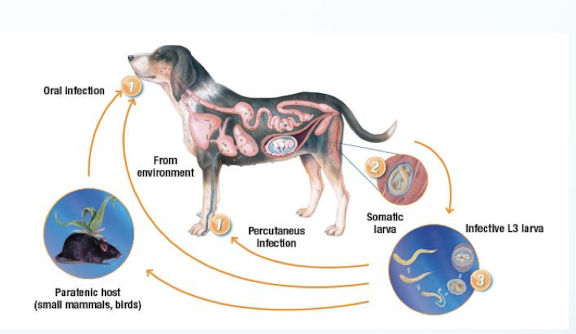 Oral infection
1
From
environment
2
1
Percutaneus
Infection
Somatic
larva
Infective L3 larva
3
Paratenic host
(small mammals, birds)